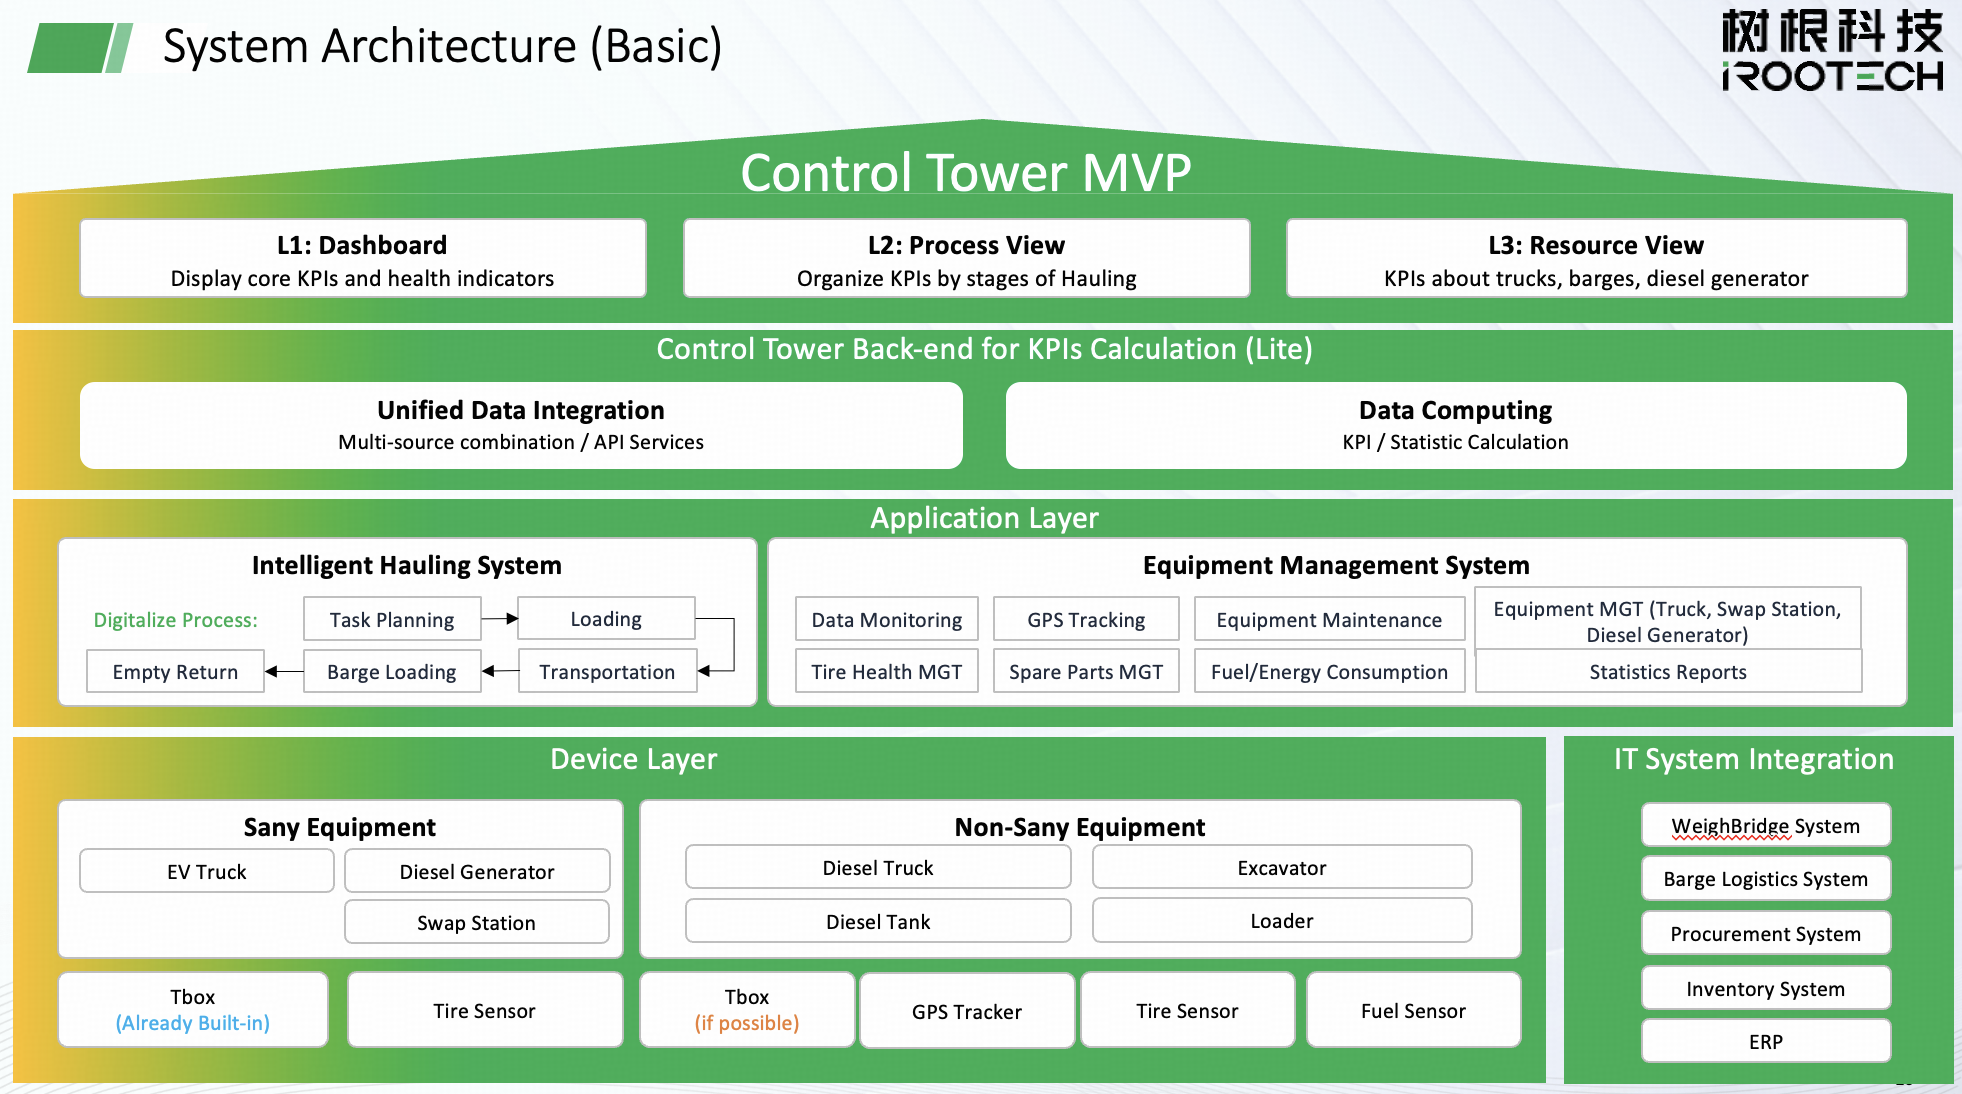 System Architecture (Basic)
树根科技
iROOTECH
Control Tower MVP
L1: Dashboard
Display core KPIs and health indicators
L2: Process View
Organize KPIs by stages of Hauling
L3: Resource View
KPIs about trucks, barges, diesel generator
Control Tower Back-end for KPIs Calculation (Lite)
Unified Data Integration
Multi-source combination / API Services
Data Computing
KPI / Statistic Calculation
Application Layer
Intelligent Hauling System
Digitalize Process:
Task Planning
Loading
Empty Return
Barge Loading
Transportation
Equipment Management System
Data Monitoring
GPS Tracking
Equipment Maintenance
Equipment MGT (Truck, Swap Station,
Diesel Generator)
Tire Health MGT
Spare Parts MGT
Fuel/Energy Consumption
Statistics Reports
Device Layer
Sany Equipment
EV Truck
Diesel Generator
Swap Station
Non-Sany Equipment
Diesel Truck
Excavator
Diesel Tank
Loader
Tbox
(Already Built-in)
Tire Sensor
Tbox
(if possible)
GPS Tracker
Tire Sensor
Fuel Sensor
IT System Integration
WeighBridge System
Barge Logistics System
Procurement System
Inventory System
ERP